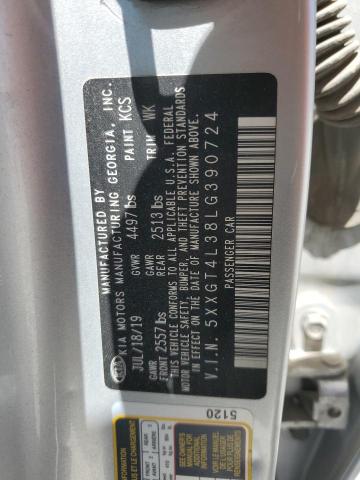 MANUFACTURED BY
KIA MOTORS MANUFACTURING GEORGIA, INC.
JUL/18/19 GVWR 4497 lbs PAINT KCS
GAWR FRONT 2557 lbs GAWR REAR 2513 lbs TRIM WK
THIS VEHICLE CONFORMS TO ALL APPLICABLE U.S.A. FEDERAL
MOTOR VEHICLE SAFETY, BUMPER, AND THEFT PREVENTION STANDARDS
IN EFFECT ON THE DATE OF MANUFACTURE SHOWN ABOVE.
V.I.N. 5XXGT4L38LG390724
PASSENGER CAR
5120